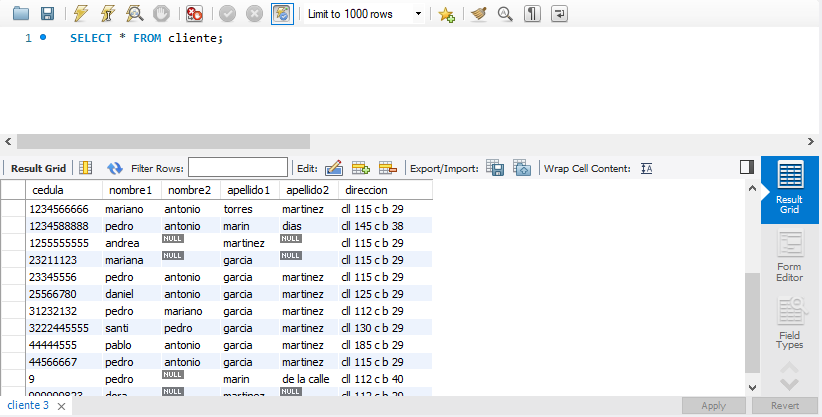 Limit to 1000 rows
1 SELECT * FROM cliente;
Result Grid Filter Rows: Edit: Export/Import: Wrap Cell Content:
cedula nombre1 nombre2 apellido1 apellido2 direccion
1234566666 mariano antonio torres martinez cll 115 c b 29
1234588888 pedro antonio marin dias cll 145 c b 38
1255555555 andrea NULL martinez NULL cll 115 c b 29
23211123 mariana NULL garcia NULL cll 115 c b 29
23345556 pedro antonio garcia martinez cll 115 c b 29
25566780 daniel antonio garcia martinez cll 125 c b 29
31232132 pedro mariano garcia martinez cll 112 c b 29
3222445555 santi pedro garcia martinez cll 130 c b 29
44444555 pablo antonio garcia martinez cll 185 c b 29
44566667 pedro antonio garcia martinez cll 115 c b 29
9 pedro NULL marin de la calle cll 112 c b 40
NULL martinez NULL cll 112 c b 29
Result
Grid
Form
Editor
Field
Types
cliente 3
Apply Revert